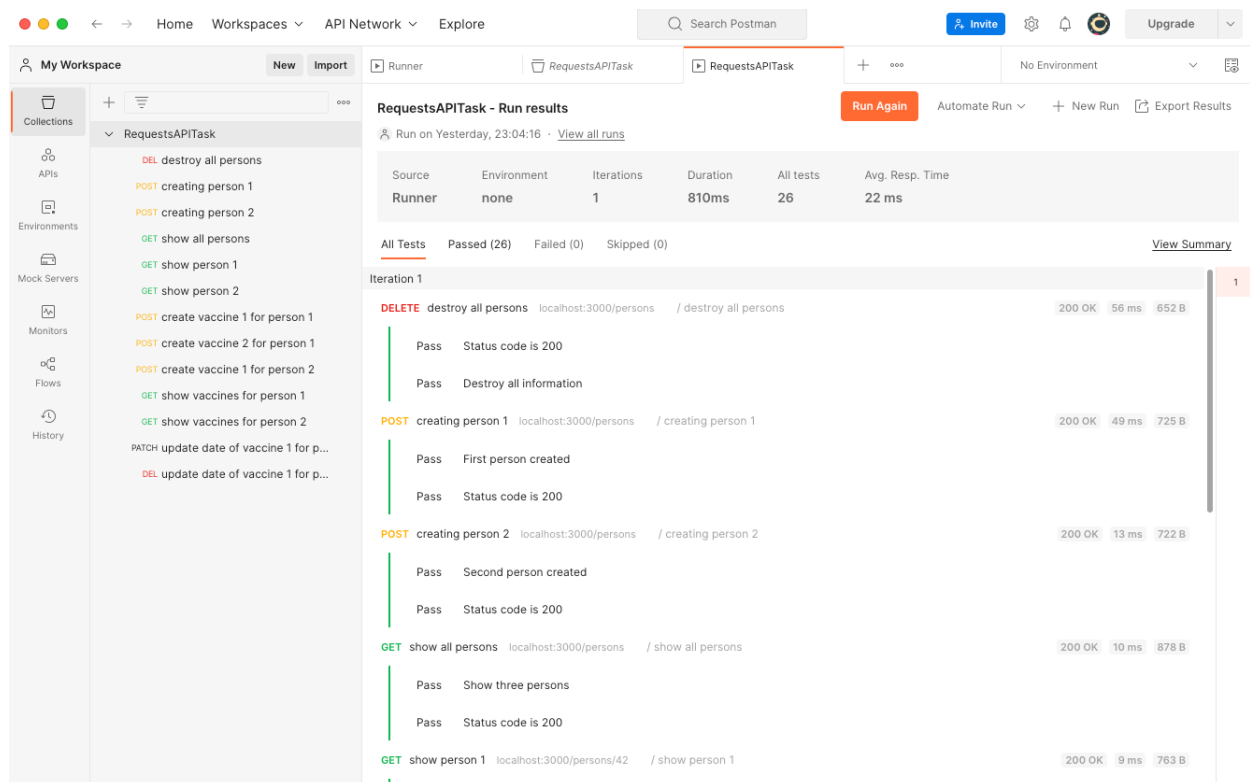 Home Workspaces API Network Explore Search Postman Invite Upgrade
My Workspace New Import Runner RequestsAPITask RequestsAPITask No Environment
Collections
APIs
Environments
Mock Servers
Monitors
Flows
History
RequestsAPITask
DEL destroy all persons
POST creating person 1
POST creating person 2
GET show all persons
GET show person 1
GET show person 2
POST create vaccine 1 for person 1
POST create vaccine 2 for person 1
POST create vaccine 1 for person 2
GET show vaccines for person 1
GET show vaccines for person 2
PATCH update date of vaccine 1 for p...
DEL update date of vaccine 1 for p...
RequestsAPITask - Run results Run Again Automate Run New Run Export Results
Run on Yesterday, 23:04:16 · View all runs
Source Environment Iterations Duration All tests Avg. Resp. Time
Runner none 1 810ms 26 22 ms
All Tests Passed (26) Failed (0) Skipped (0) View Summary
Iteration 1 1
DELETE destroy all persons localhost:3000/persons / destroy all persons 200 OK 56 ms 652 B
Pass Status code is 200
Pass Destroy all information
POST creating person 1 localhost:3000/persons / creating person 1 200 OK 49 ms 725 B
Pass First person created
Pass Status code is 200
POST creating person 2 localhost:3000/persons / creating person 2 200 OK 13 ms 722 B
Pass Second person created
Pass Status code is 200
GET show all persons localhost:3000/persons / show all persons 200 OK 10 ms 878 B
Pass Show three persons
Pass Status code is 200
GET show person 1 localhost:3000/persons/42 / show person 1 200 OK 9 ms 763 B